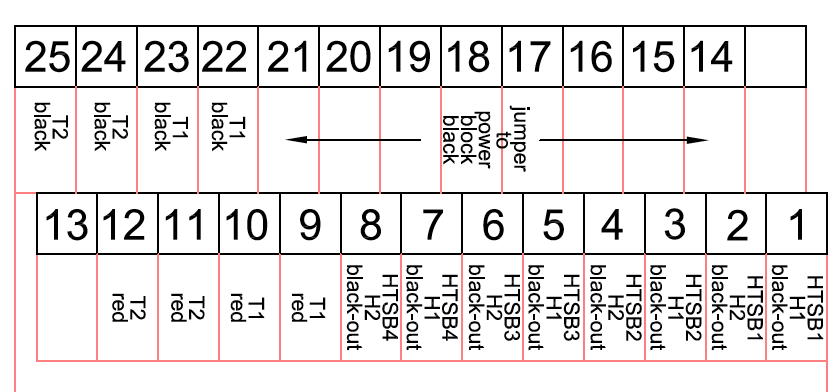 25 24 23 22 21 20 19 18 17 16 15 14
T2
black
T2
black
T1
black
T1
black
jumper
to
power
block
black
13 12 11 10 9 8 7 6 5 4 3 2 1
T2
red
T2
red
T1
red
T1
red
HTSB4
H2
black-out
HTSB4
H1
black-out
HTSB3
H2
black-out
HTSB3
H1
black-out
HTSB2
H2
black-out
HTSB2
H1
black-out
HTSB1
H2
black-out
HTSB1
H1
black-out